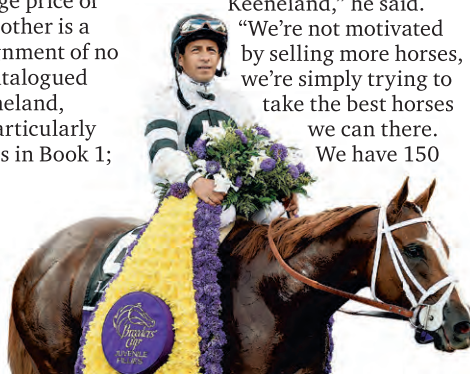 ge price of
other is a
nment of no
talogued
neland,
articularly
s in Book 1;
Keeneland,” he said.
“We’re not motivated
by selling more horses,
we’re simply trying to
take the best horses
we can there.
We have 150
Breeders’
Cup